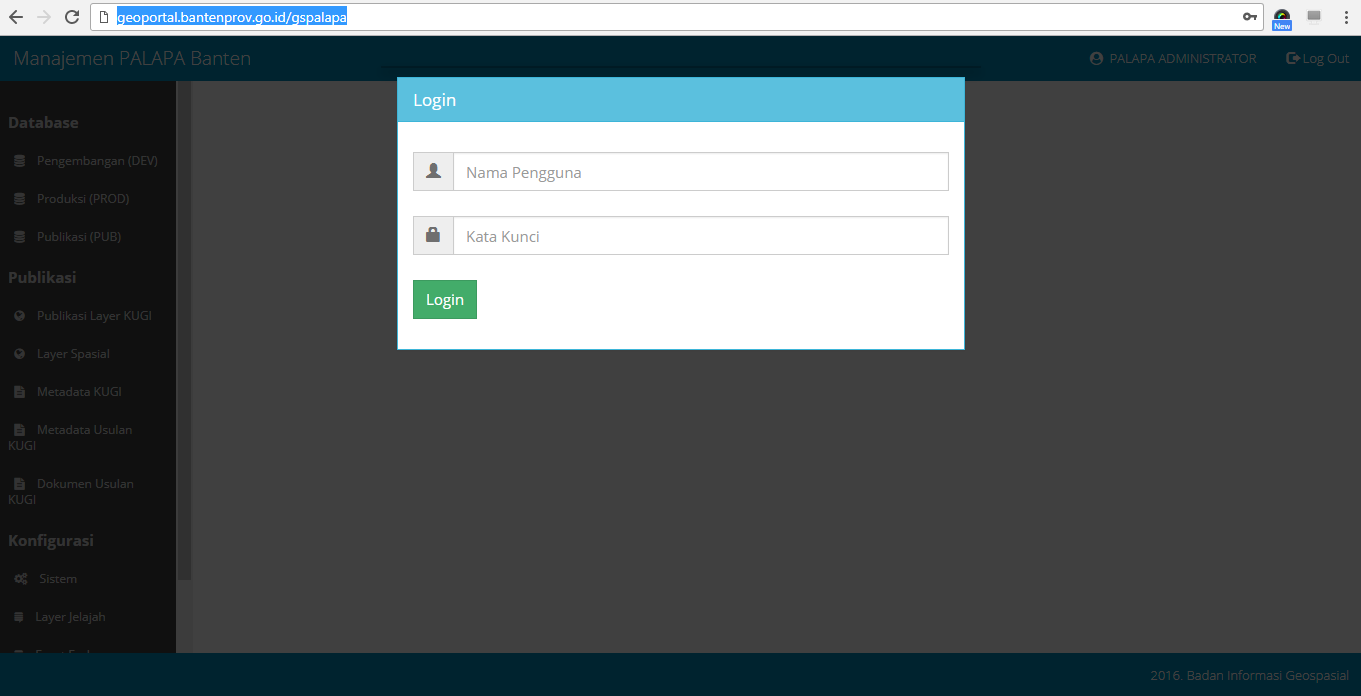 geoportal.bantenprov.go.id/gspalapa
New
Manajemen PALAPA Banten
PALAPA ADMINISTRATOR
Log Out
Login
Nama Pengguna
Kata Kunci
Login
Database
Pengembangan (DEV)
Produksi (PROD)
Publikasi (PUB)
Publikasi
Publikasi Layer KUGI
Layer Spasial
Metadata KUGI
Metadata Usulan
KUGI
Dokumen Usulan
KUGI
Konfigurasi
Sistem
Layer Jelajah
2016. Badan Informasi Geospasial